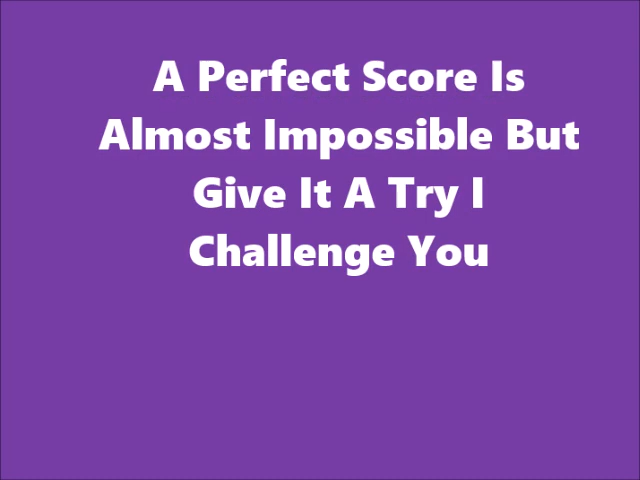 A Perfect Score Is
Almost Impossible But
Give It A Try I
Challenge You